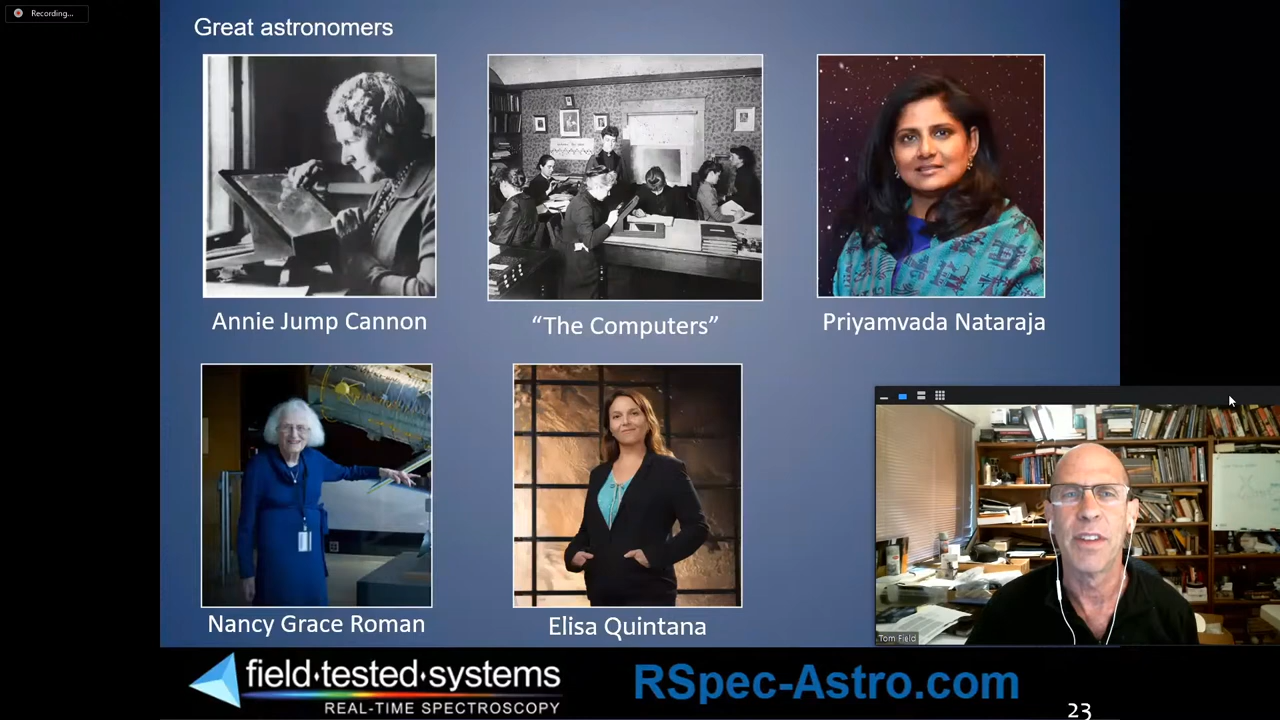 Recording...
Great astronomers
Annie Jump Cannon
“The Computers”
Priyamvada Nataraja
Nancy Grace Roman
Elisa Quintana
Tom Field
field•tested•systems
REAL-TIME SPECTROSCOPY
RSpec-Astro.com
23